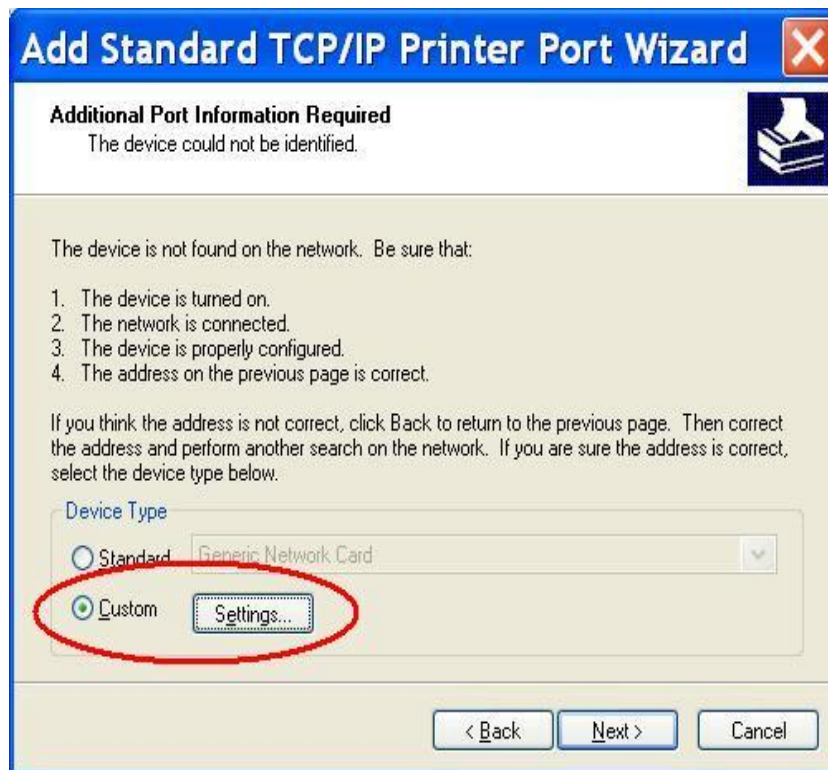 Add Standard TCP/IP Printer Port Wizard
Additional Port Information Required
The device could not be identified.
The device is not found on the network. Be sure that:
1. The device is turned on.
2. The network is connected.
3. The device is properly configured.
4. The address on the previous page is correct.
If you think the address is not correct, click Back to return to the previous page. Then correct
the address and perform another search on the network. If you are sure the address is correct,
select the device type below.
Device Type
Standard Generic Network Card
Custom Settings...
< Back Next > Cancel